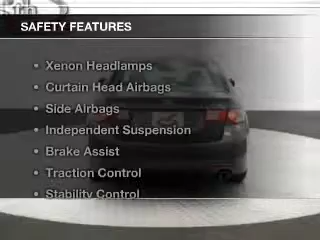 SAFETY FEATURES
• Xenon Headlamps
• Curtain Head Airbags
• Side Airbags
• Independent Suspension
• Brake Assist
• Traction Control
• Stability Control